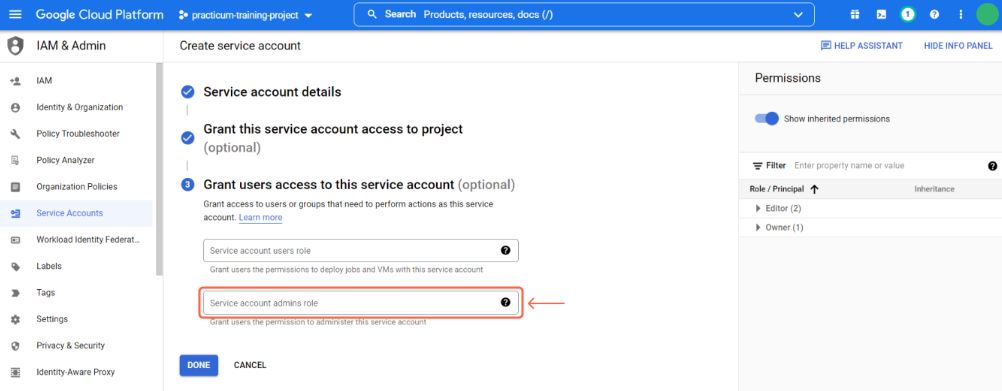 Google Cloud Platform
practicum-training-project
Search Products, resources, docs (/)
1
IAM & Admin
Create service account
HELP ASSISTANT
HIDE INFO PANEL
IAM
Identity & Organization
Policy Troubleshooter
Policy Analyzer
Organization Policies
Service Accounts
Workload Identity Federat...
Labels
Tags
Settings
Privacy & Security
Identity-Aware Proxy
Service account details
Grant this service account access to project
(optional)
3
Grant users access to this service account (optional)
Grant access to users or groups that need to perform actions as this service
account. Learn more
Service account users role
Grant users the permissions to deploy jobs and VMs with this service account
Service account admins role
Grant users the permission to administer this service account
DONE
CANCEL
Permissions
Show inherited permissions
Filter Enter property name or value
Role / Principal
Inheritance
Editor (2)
Owner (1)